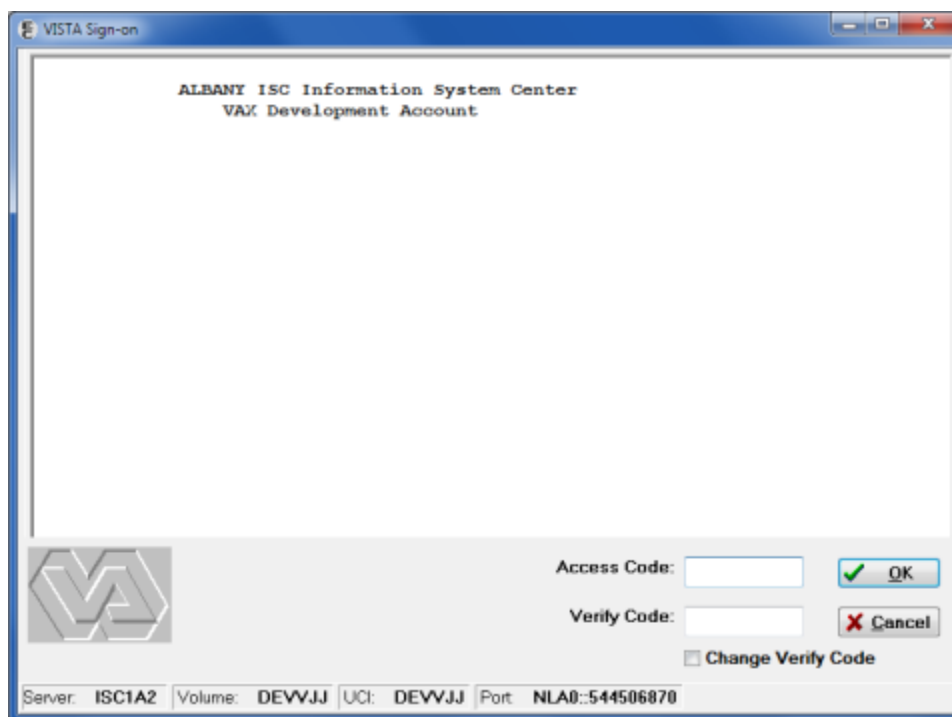 VISTA Sign-on
ALBANY ISC Information System Center
VAX Development Account
Access Code:
OK
Verify Code:
Cancel
Change Verify Code
Server: ISC1A2 Volume: DEVVJJ UCI: DEVVJJ Port: NLA0::544506870